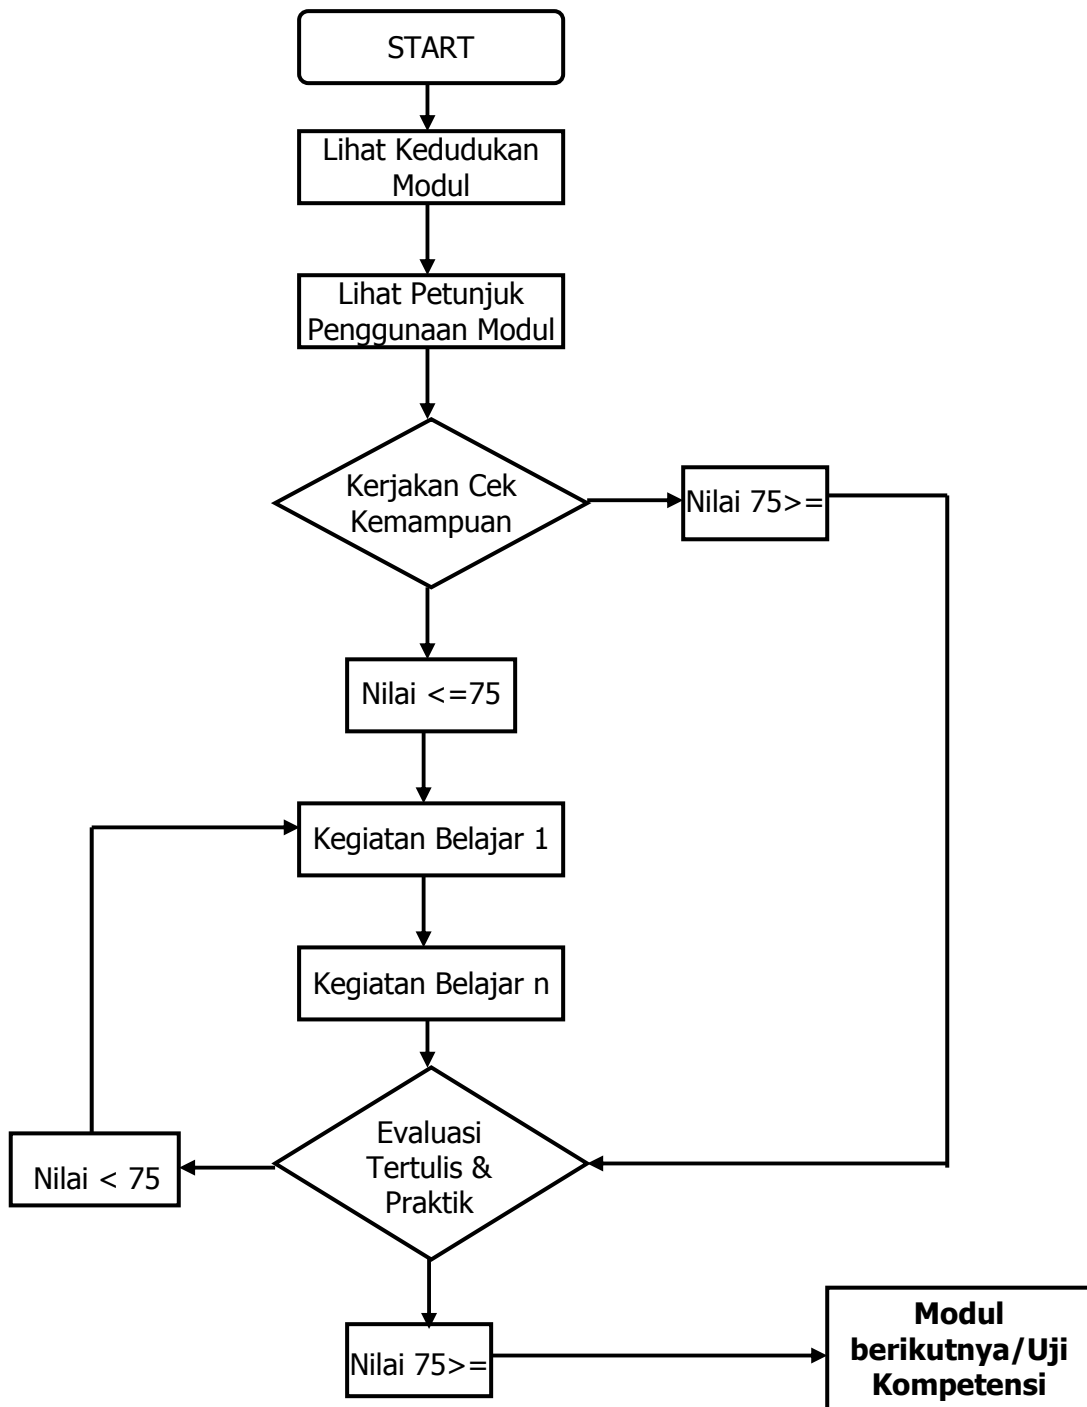 START
Lihat Kedudukan
Modul
Lihat Petunjuk
Penggunaan Modul
Kerjakan Cek
Kemampuan
Nilai 75>=
Nilai <=75
Kegiatan Belajar 1
Kegiatan Belajar n
Evaluasi
Tertulis &
Praktik
Nilai < 75
Nilai 75>=
Modul
berikutnya/Uji
Kompetensi